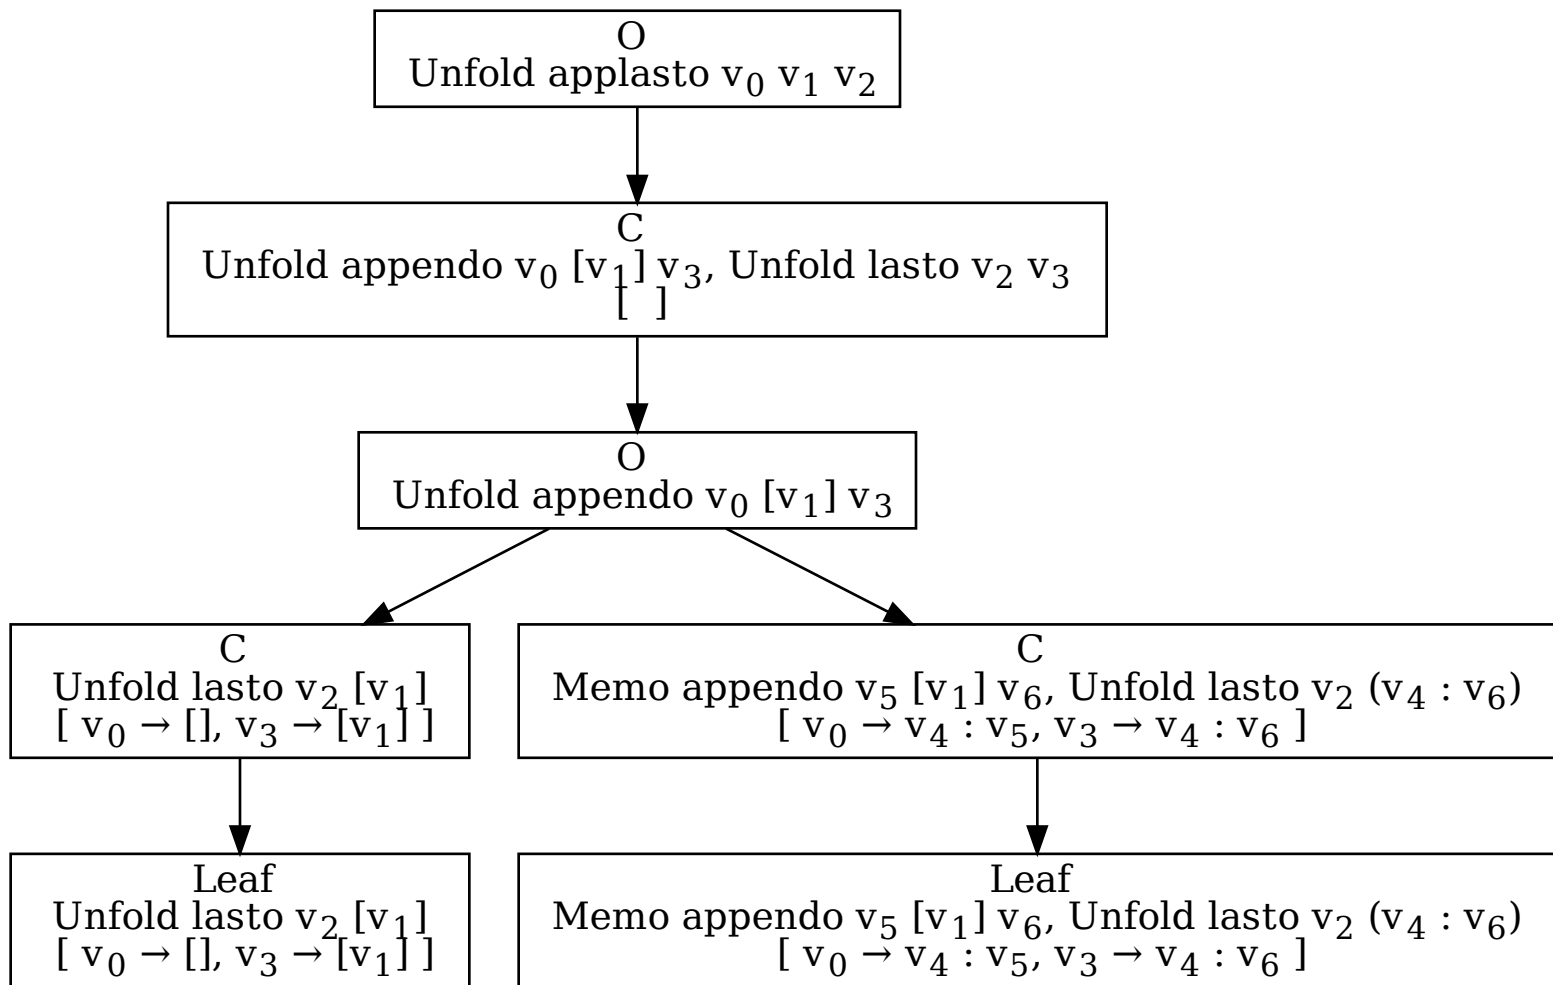 O
Unfold applasto v₀ v₁ v₂
C
Unfold appendo v₀ [v₁] v₃, Unfold lasto v₂ v₃
[ ]
O
Unfold appendo v₀ [v₁] v₃
C
Unfold lasto v₂ [v₁]
[ v₀ → [], v₃ → [v₁] ]
C
Memo appendo v₅ [v₁] v₆, Unfold lasto v₂ (v₄ : v₆)
[ v₀ → v₄ : v₅, v₃ → v₄ : v₆ ]
Leaf
Unfold lasto v₂ [v₁]
[ v₀ → [], v₃ → [v₁] ]
Leaf
Memo appendo v₅ [v₁] v₆, Unfold lasto v₂ (v₄ : v₆)
[ v₀ → v₄ : v₅, v₃ → v₄ : v₆ ]